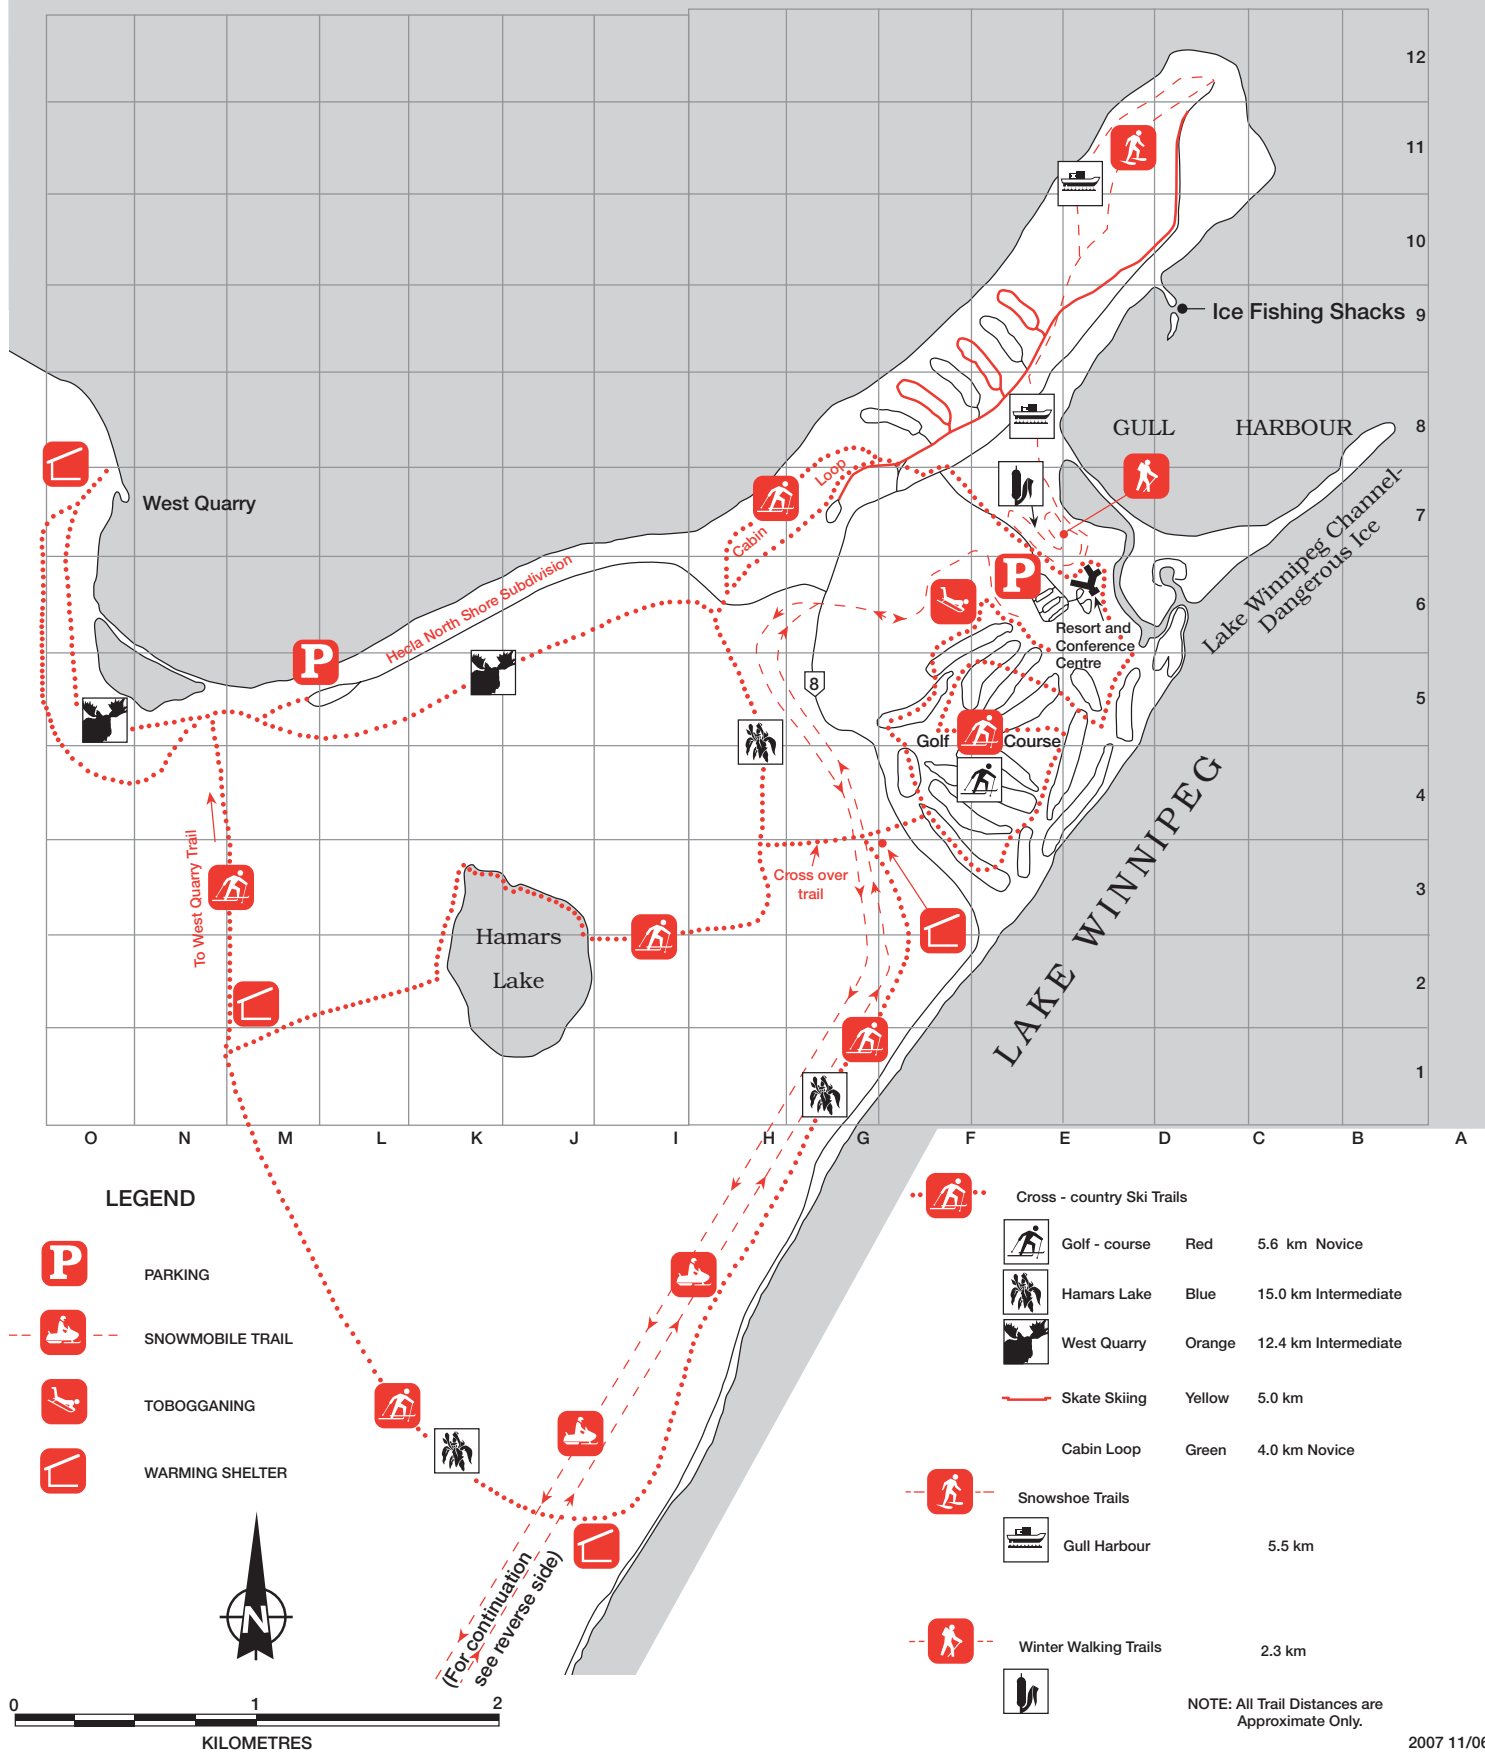 12
11
10
Ice Fishing Shacks 9
GULL HARBOUR 8
Loop
West Quarry
7
Cabin
Lake Winnipeg Channel-
Dangerous Ice
Hecla North Shore Subdivision
P
6
Resort and
Conference
Centre
P
8
5
Golf Course
4
LAKE WINNIPEG
To West Quarry Trail
Cross over
trail
3
Hamars
Lake
2
1
O N M L K J I H G F E D C B A
LEGEND
P PARKING
SNOWMOBILE TRAIL
TOBOGGANING
WARMING SHELTER
N
0 1 2
KILOMETRES
(For continuation
see reverse side)
Cross - country Ski Trails
Golf - course Red 5.6 km Novice
Hamars Lake Blue 15.0 km Intermediate
West Quarry Orange 12.4 km Intermediate
Skate Skiing Yellow 5.0 km
Cabin Loop Green 4.0 km Novice
Snowshoe Trails
Gull Harbour 5.5 km
Winter Walking Trails 2.3 km
NOTE: All Trail Distances are
Approximate Only.
2007 11/06